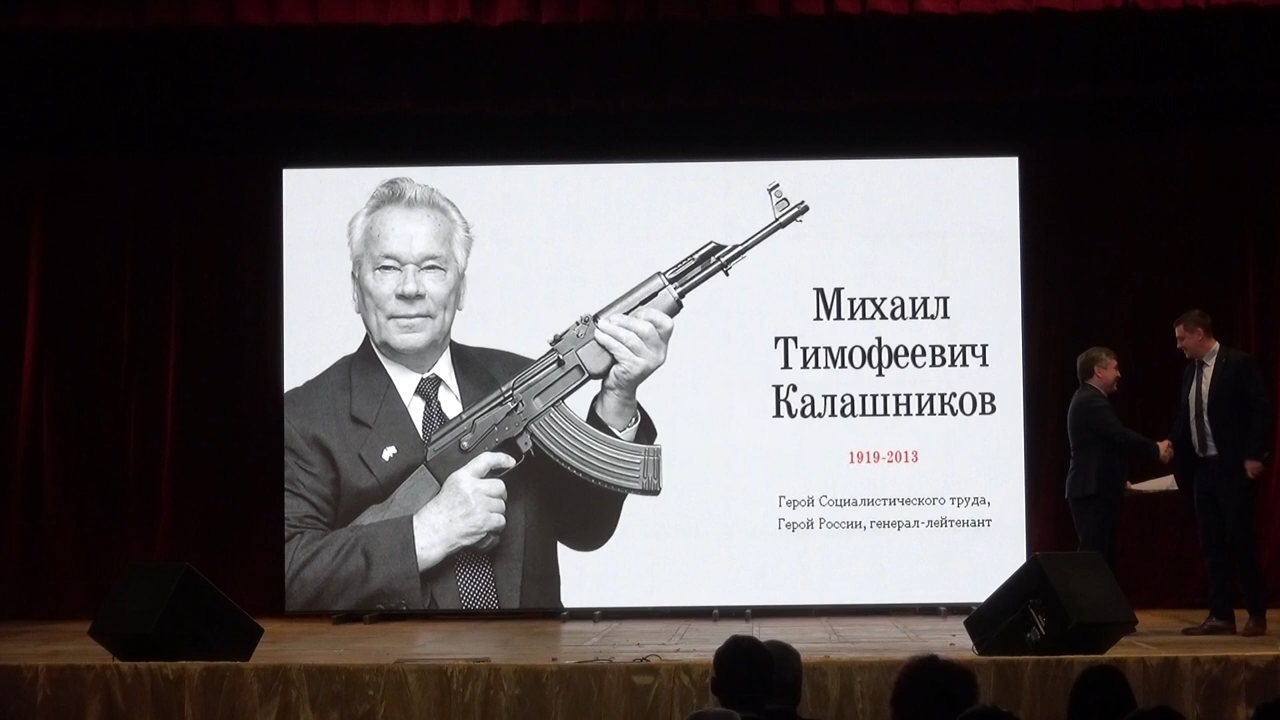 Михаил
Тимофеевич
Калашников
1919-2013
Герой Социалистического труда,
Герой России, генерал-лейтенант